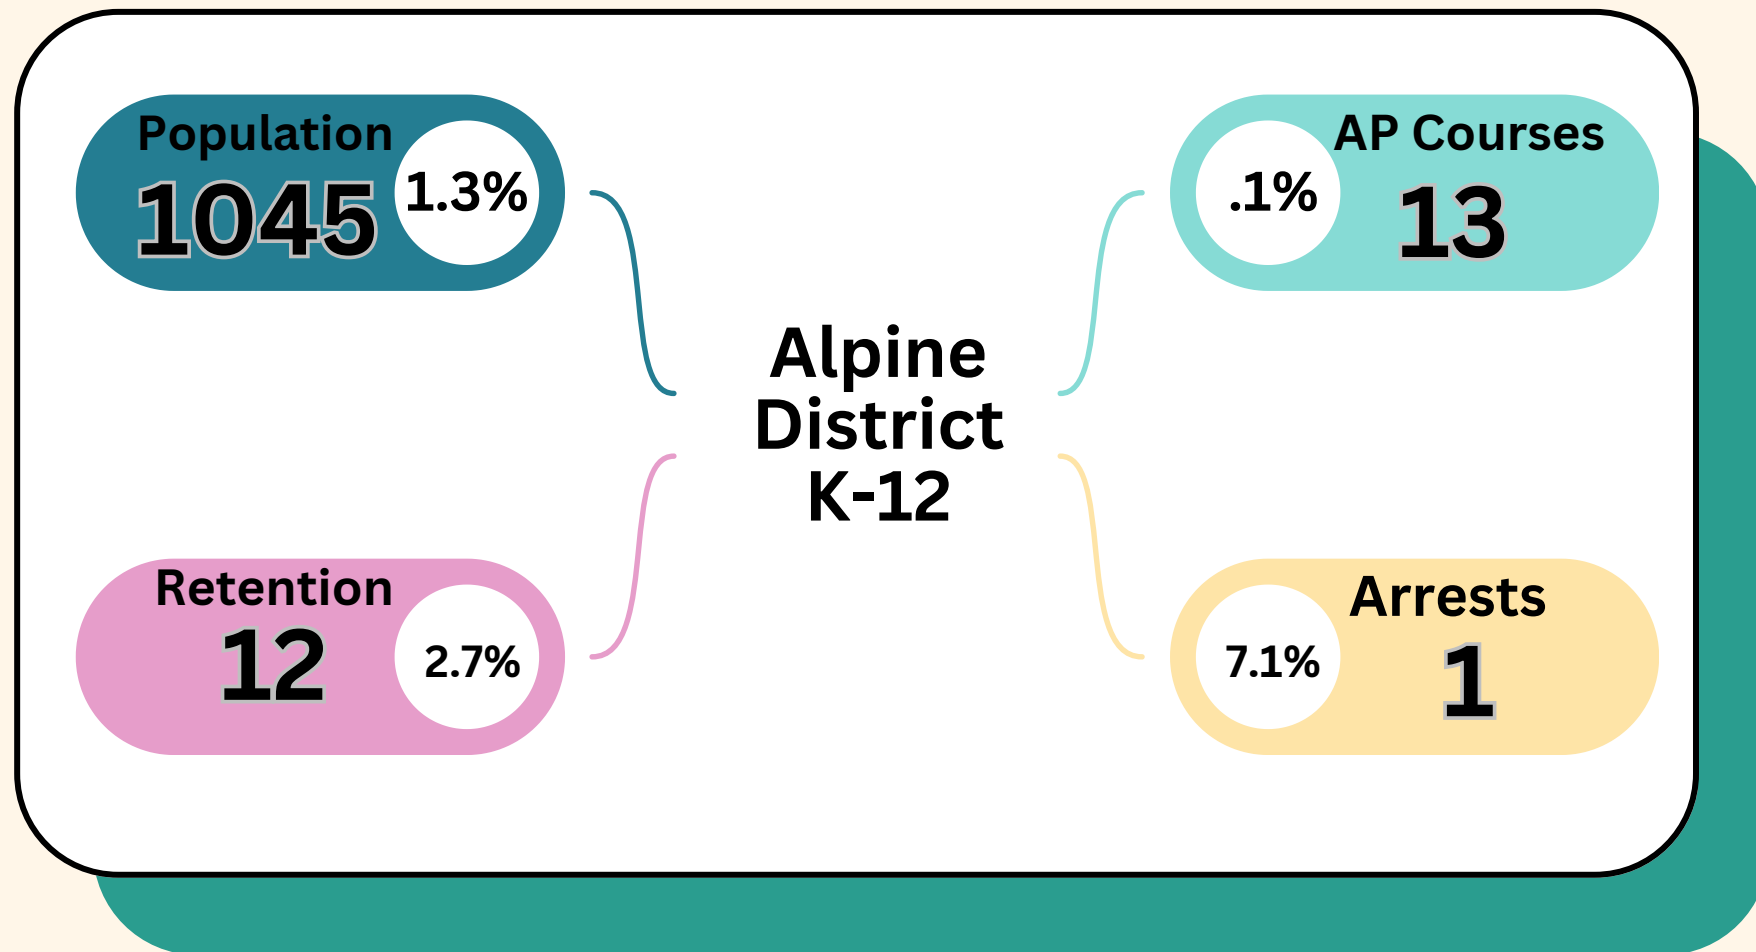 Population
1045
1.3%
AP Courses
.1%
13
Alpine
District
K-12
Retention
12
2.7%
Arrests
7.1%
1